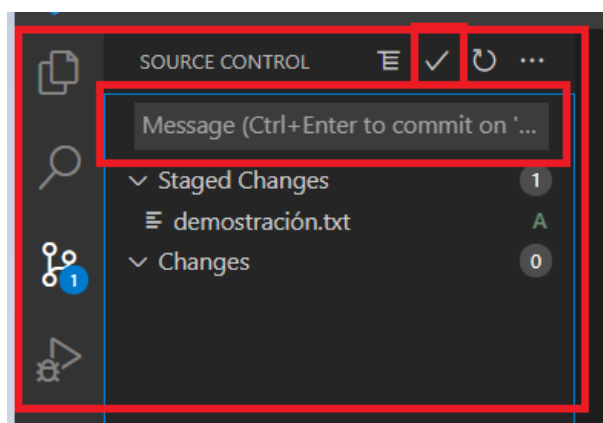 SOURCE CONTROL
Message (Ctrl+Enter to commit on '...
Staged Changes 1
demostración.txt A
1
Changes 0